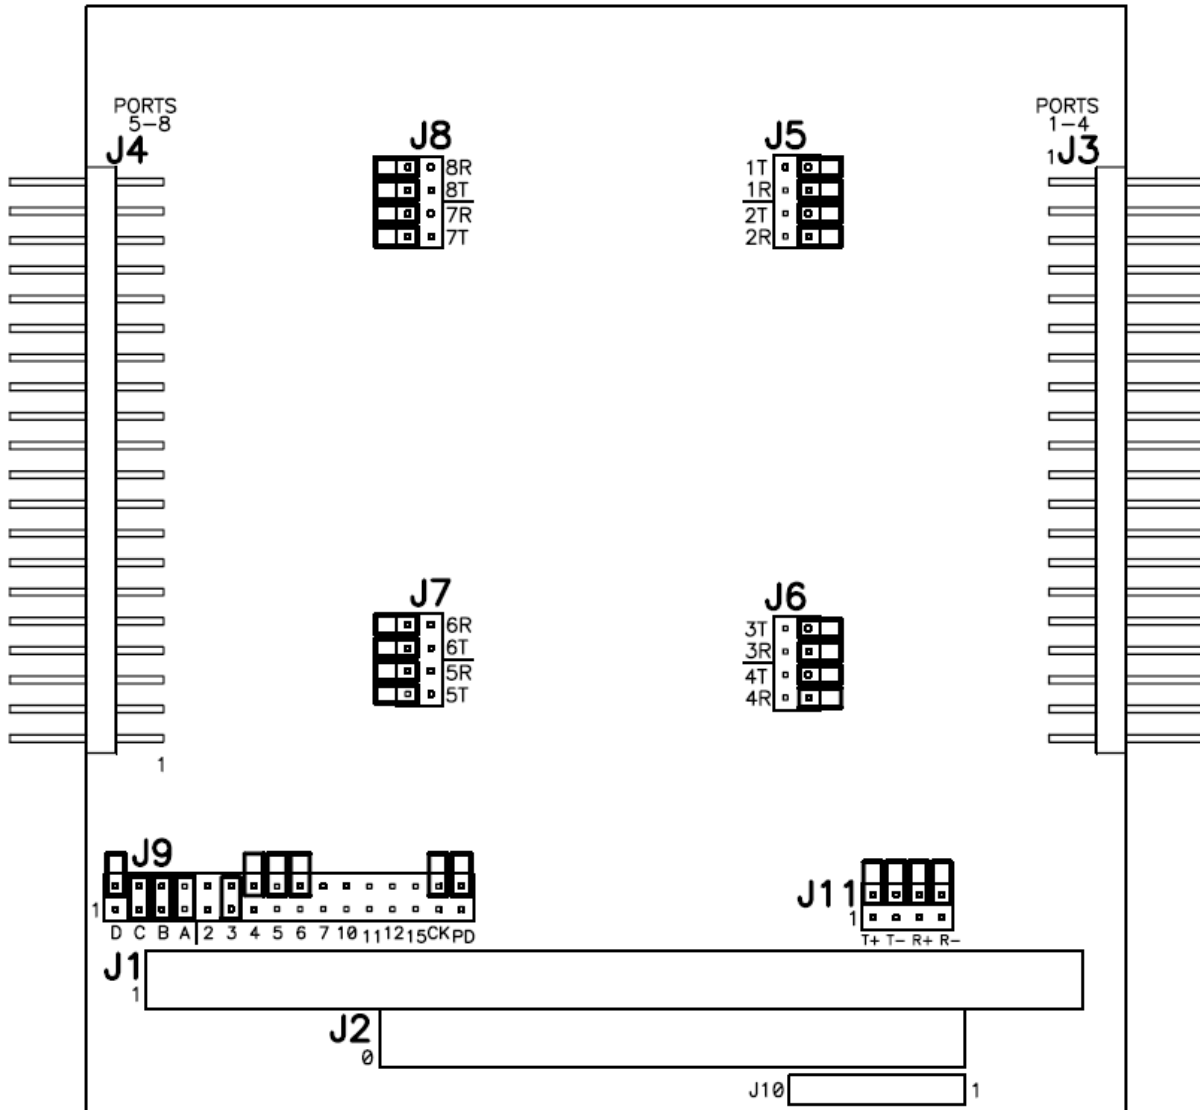 PORTS
5-8
J4
PORTS
1-4
1 J3
J8
8R
8T
7R
7T
J5
1T
1R
2T
2R
J7
6R
6T
5R
5T
J6
3T
3R
4T
4R
1
J9
1
D C B A 2 3 4 5 6 7 10 11 12 15 CK PD
J11
1
T+ T- R+ R-
J1
1
J2
0
J10 1